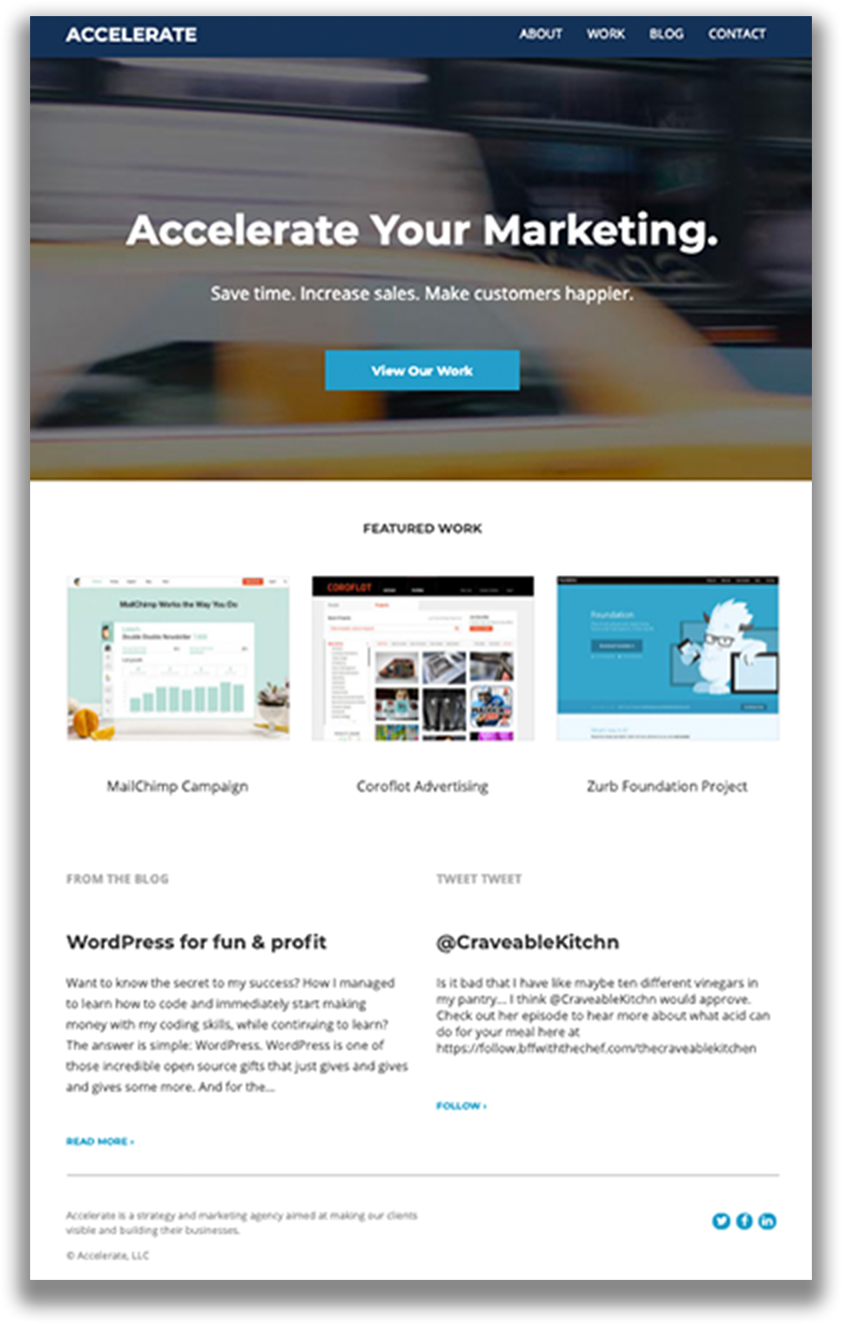 ACCELERATE
ABOUT WORK BLOG CONTACT
Accelerate Your Marketing.
Save time. Increase sales. Make customers happier.
View Our Work
FEATURED WORK
MailChimp Works the Way You Do
Double Double Newsletter
COROFLOT
Foundation
MailChimp Campaign
Coroflot Advertising
Zurb Foundation Project
FROM THE BLOG
WordPress for fun & profit
Want to know the secret to my success? How I managed
to learn how to code and immediately start making
money with my coding skills, while continuing to learn?
The answer is simple: WordPress. WordPress is one of
those incredible open source gifts that just gives and gives
and gives some more. And for the...
READ MORE ›
TWEET TWEET
@CraveableKitchn
Is it bad that I have like maybe ten different vinegars in
my pantry... I think @CraveableKitchn would approve.
Check out her episode to hear more about what acid can
do for your meal here at
https://follow.bffwiththechef.com/thecraveablekitchen
FOLLOW ›
Accelerate is a strategy and marketing agency aimed at making our clients
visible and building their businesses.
© Accelerate, LLC